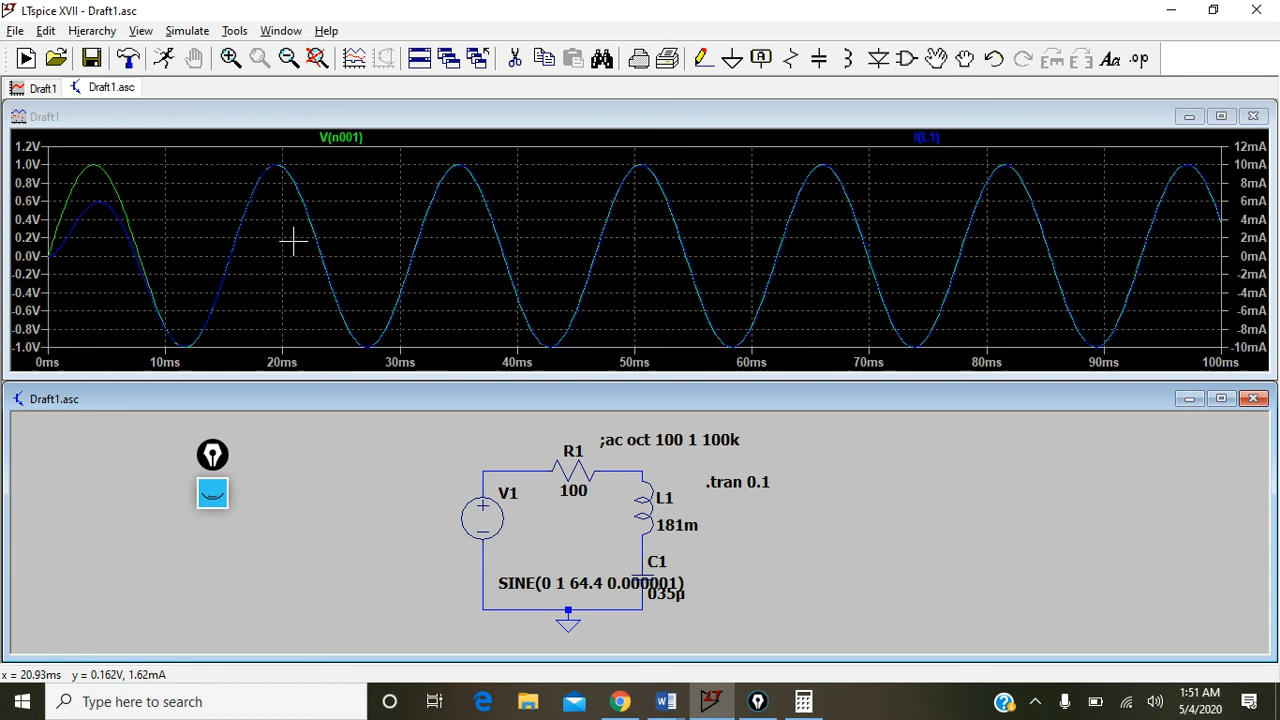 LTspice XVII - Draft1.asc
File Edit Hierarchy View Simulate Tools Window Help
Aa .op
Draft1 Draft1.asc
Draft1
V(n001) I(L1)
1.2V 12mA
1.0V 10mA
0.8V 8mA
0.6V 6mA
0.4V 4mA
0.2V 2mA
0.0V 0mA
-0.2V -2mA
-0.4V -4mA
-0.6V -6mA
-0.8V -8mA
-1.0V -10mA
0ms 10ms 20ms 30ms 40ms 50ms 60ms 70ms 80ms 90ms 100ms
Draft1.asc
;ac oct 100 1 100k
R1
100
.tran 0.1
V1
L1
181m
C1
SINE(0 1 64.4 0.000001)
035µ
x = 20.93ms y = 0.162V, 1.62mA
Type here to search
1:51 AM
5/4/2020